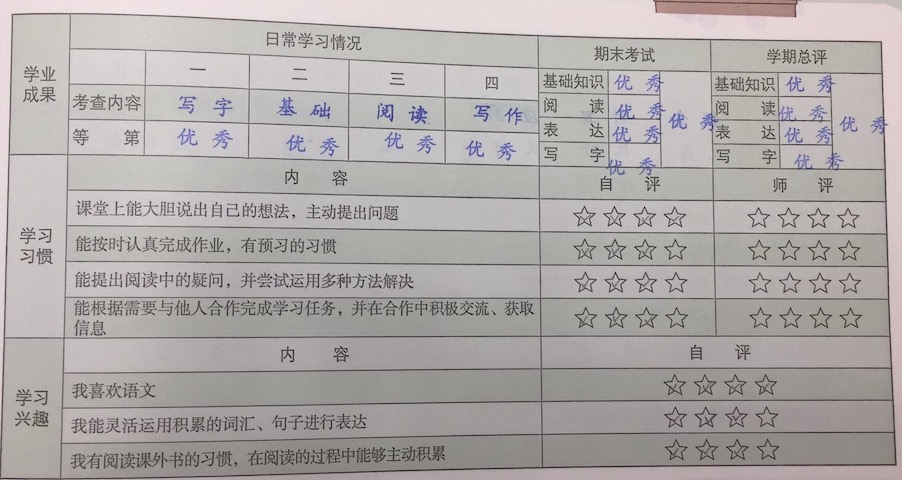 学业成果 日常学习情况 期末考试 学期总评
一 二 三 四
考查内容 写字 基础 阅读 写作
等第 优秀 优秀 优秀 优秀
基础知识 优秀 基础知识 优秀
阅读 优秀 优秀 阅读 优秀 优秀
表达 优秀 表达 优秀
写字 优秀 写字 优秀
学习习惯 内容 自评 师评
课堂上能大胆说出自己的想法，主动提出问题
能按时认真完成作业，有预习的习惯
能提出阅读中的疑问，并尝试运用多种方法解决
能根据需要与他人合作完成学习任务，并在合作中积极交流、获取
信息
学习兴趣 内容 自评
我喜欢语文
我能灵活运用积累的词汇、句子进行表达
我有阅读课外书的习惯，在阅读的过程中能够主动积累